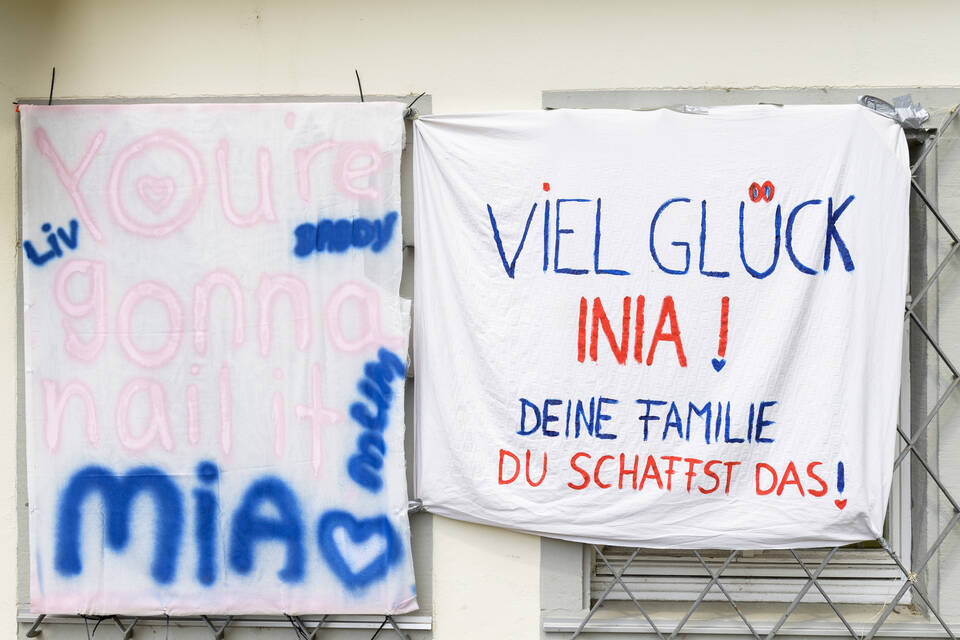 You're
Liv
DADDY
gonna
nail it
MUM
MiA
ViEL GLÜCK
INIA!
DEINE FAMILIE
DU SCHAFFST DAS!